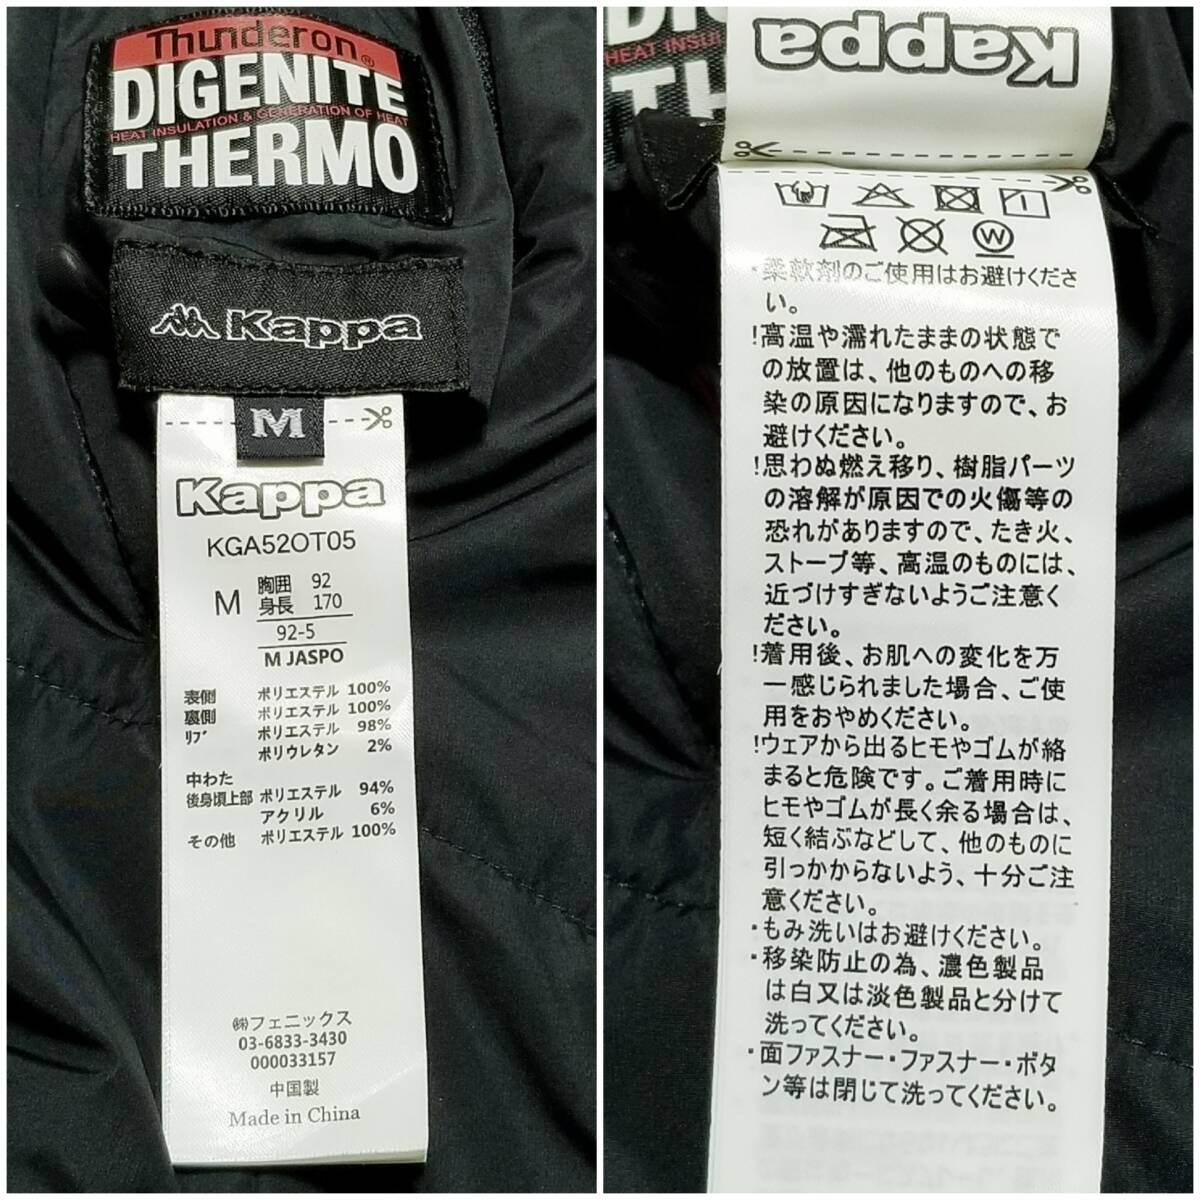 Thunderon®
DIGENITE
HEAT INSULATION & GENERATION OF HEAT
THERMO
Kappa
M
Kappa
KGA52OT05
M 胸囲 92
身長 170
92-5
M JASPO
表側 ポリエステル 100%
裏側 ポリエステル 100%
ﾘﾌﾞ ポリエステル 98%
ポリウレタン 2%
中わた
後身頃上部 ポリエステル 94%
アクリル 6%
その他 ポリエステル 100%
㈱フェニックス
03-6833-3430
000033157
中国製
Made in China
DIGENIT
HEAT INSUL
TH
Kappa
W
・柔軟剤のご使用はお避けくださ
い。
!高温や濡れたままの状態で
の放置は、他のものへの移
染の原因になりますので、お
避けください。
!思わぬ燃え移り、樹脂パーツ
の溶解が原因での火傷等の
恐れがありますので、たき火、
ストーブ等、高温のものには、
近づけすぎないようご注意く
ださい。
!着用後、お肌への変化を万
一感じられました場合、ご使
用をおやめください。
!ウェアから出るヒモやゴムが絡
まると危険です。ご着用時に
ヒモやゴムが長く余る場合は、
短く結ぶなどして、他のものに
引っかからないよう、十分ご注
意ください。
・もみ洗いはお避けください。
・移染防止の為、濃色製品
は白又は淡色製品と分けて
洗ってください。
・面ファスナー・ファスナー・ボタ
ン等は閉じて洗ってください。